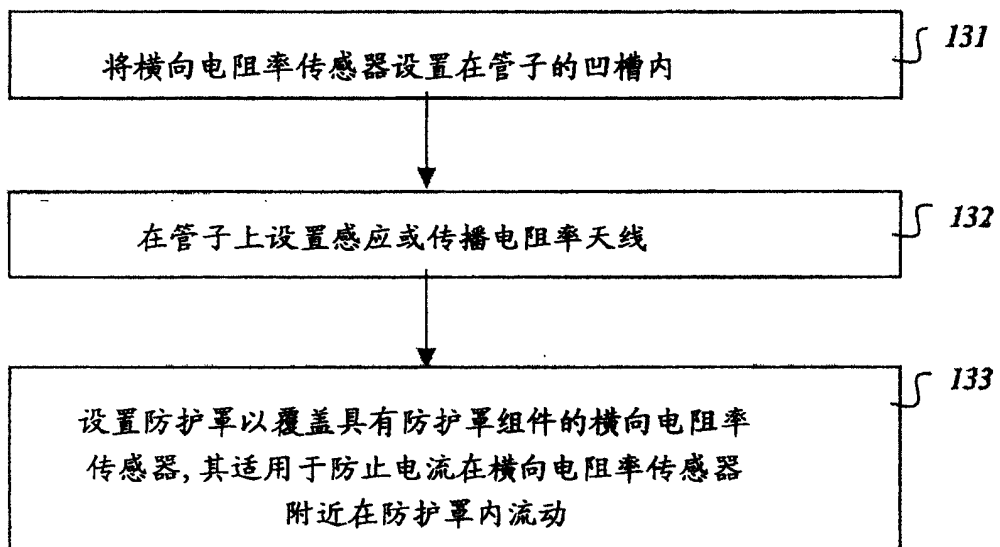 将横向电阻率传感器设置在管子的凹槽内
131
在管子上设置感应或传播电阻率天线
132
设置防护罩以覆盖具有防护罩组件的横向电阻率
传感器,其适用于防止电流在横向电阻率传感器
附近在防护罩内流动
133